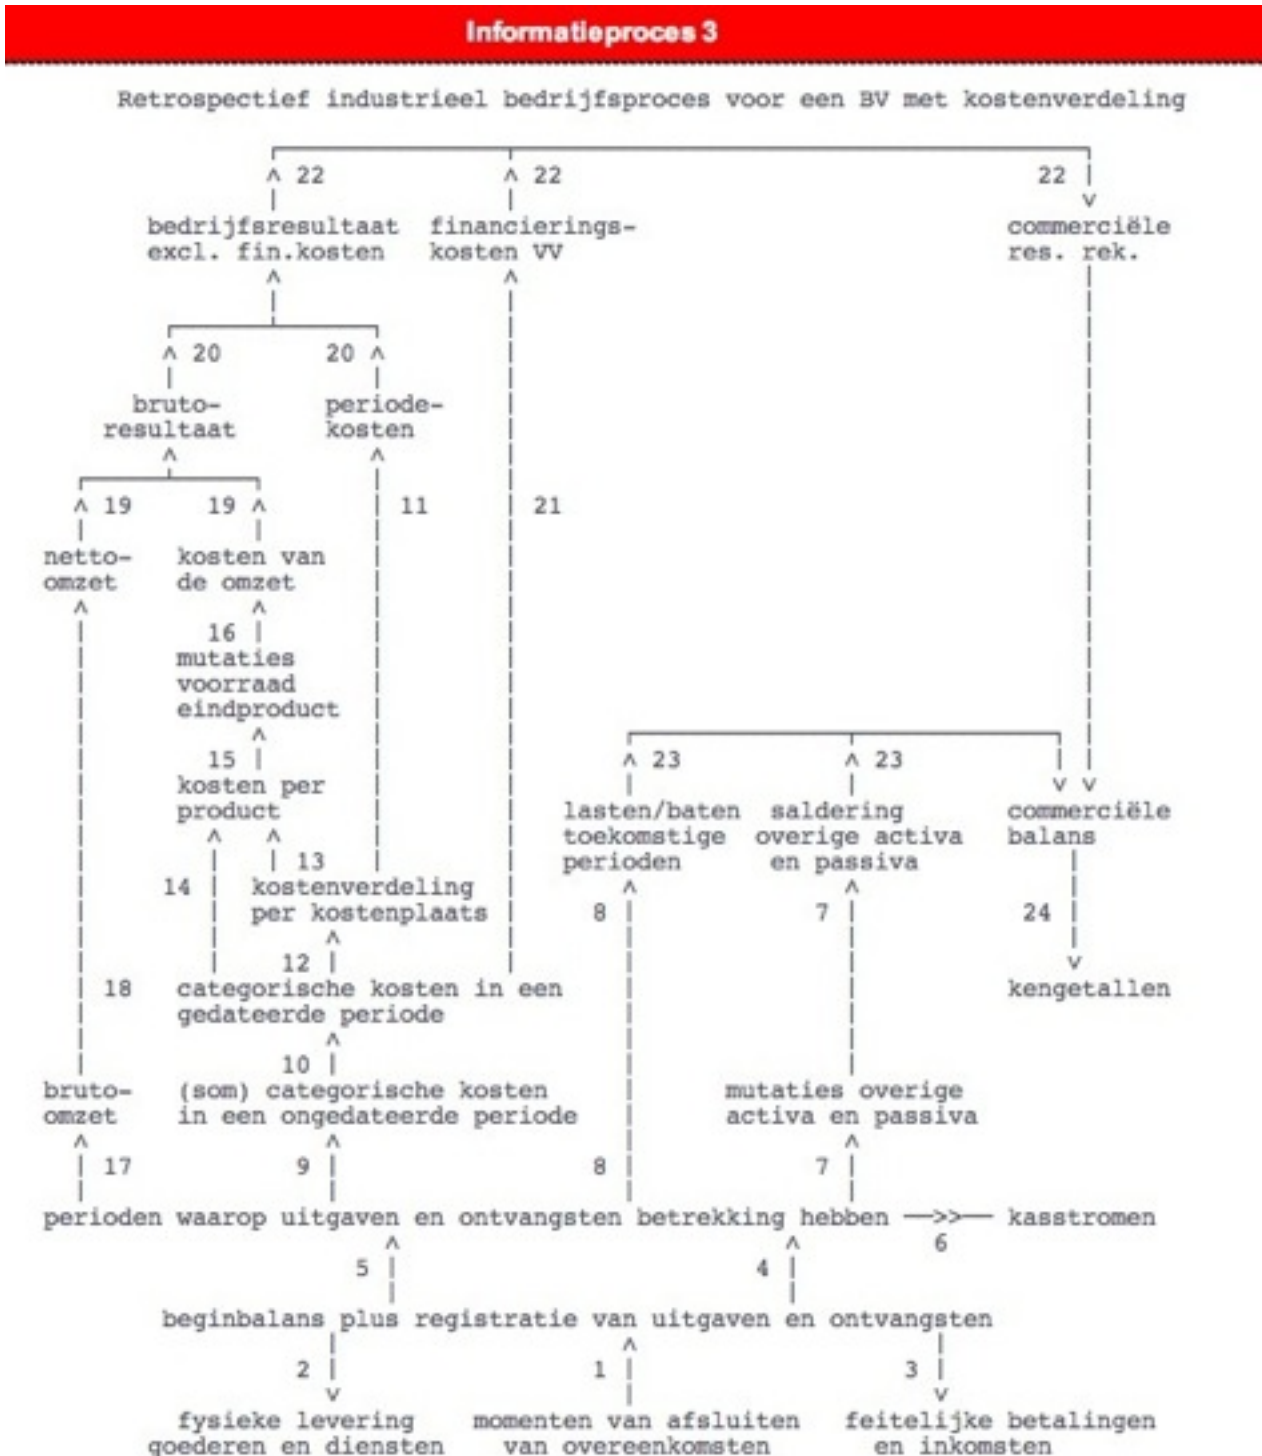 Informatieproces 3
Retrospectief industrieel bedrijfsproces voor een BV met kostenverdeling
22 22 22
bedrijfsresultaat financierings- commerciële
excl. fin.kosten kosten VV res. rek.
20 20
bruto- periode-
resultaat kosten
19 19 11 21
netto- kosten van
omzet de omzet
16
mutaties
voorraad
eindproduct
15 23 23
kosten per
product lasten/baten saldering commerciële
toekomstige overige activa balans
13 perioden en passiva
14 kostenverdeling
per kostenplaats 8 7 24
12
18 categorische kosten in een kengetallen
gedateerde periode
10
bruto- (som) categorische kosten mutaties overige
omzet in een ongedateerde periode activa en passiva
17 9 8 7
perioden waarop uitgaven en ontvangsten betrekking hebben —>>— kasstromen
6
5 4
beginbalans plus registratie van uitgaven en ontvangsten
2 1 3
fysieke levering momenten van afsluiten feitelijke betalingen
goederen en diensten van overeenkomsten en inkomsten